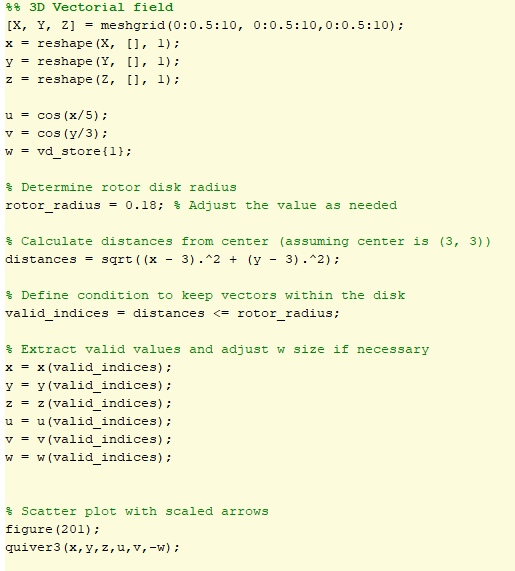 %% 3D Vectorial field
[X, Y, Z] = meshgrid(0:0.5:10, 0:0.5:10,0:0.5:10);
x = reshape(X, [], 1);
y = reshape(Y, [], 1);
z = reshape(Z, [], 1);
u = cos(x/5);
v = cos(y/3);
w = vd_store{1};
% Determine rotor disk radius
rotor_radius = 0.18; % Adjust the value as needed
% Calculate distances from center (assuming center is (3, 3))
distances = sqrt((x - 3).^2 + (y - 3).^2);
% Define condition to keep vectors within the disk
valid_indices = distances <= rotor_radius;
% Extract valid values and adjust w size if necessary
x = x(valid_indices);
y = y(valid_indices);
z = z(valid_indices);
u = u(valid_indices);
v = v(valid_indices);
w = w(valid_indices);
% Scatter plot with scaled arrows
figure(201);
quiver3(x,y,z,u,v,-w);